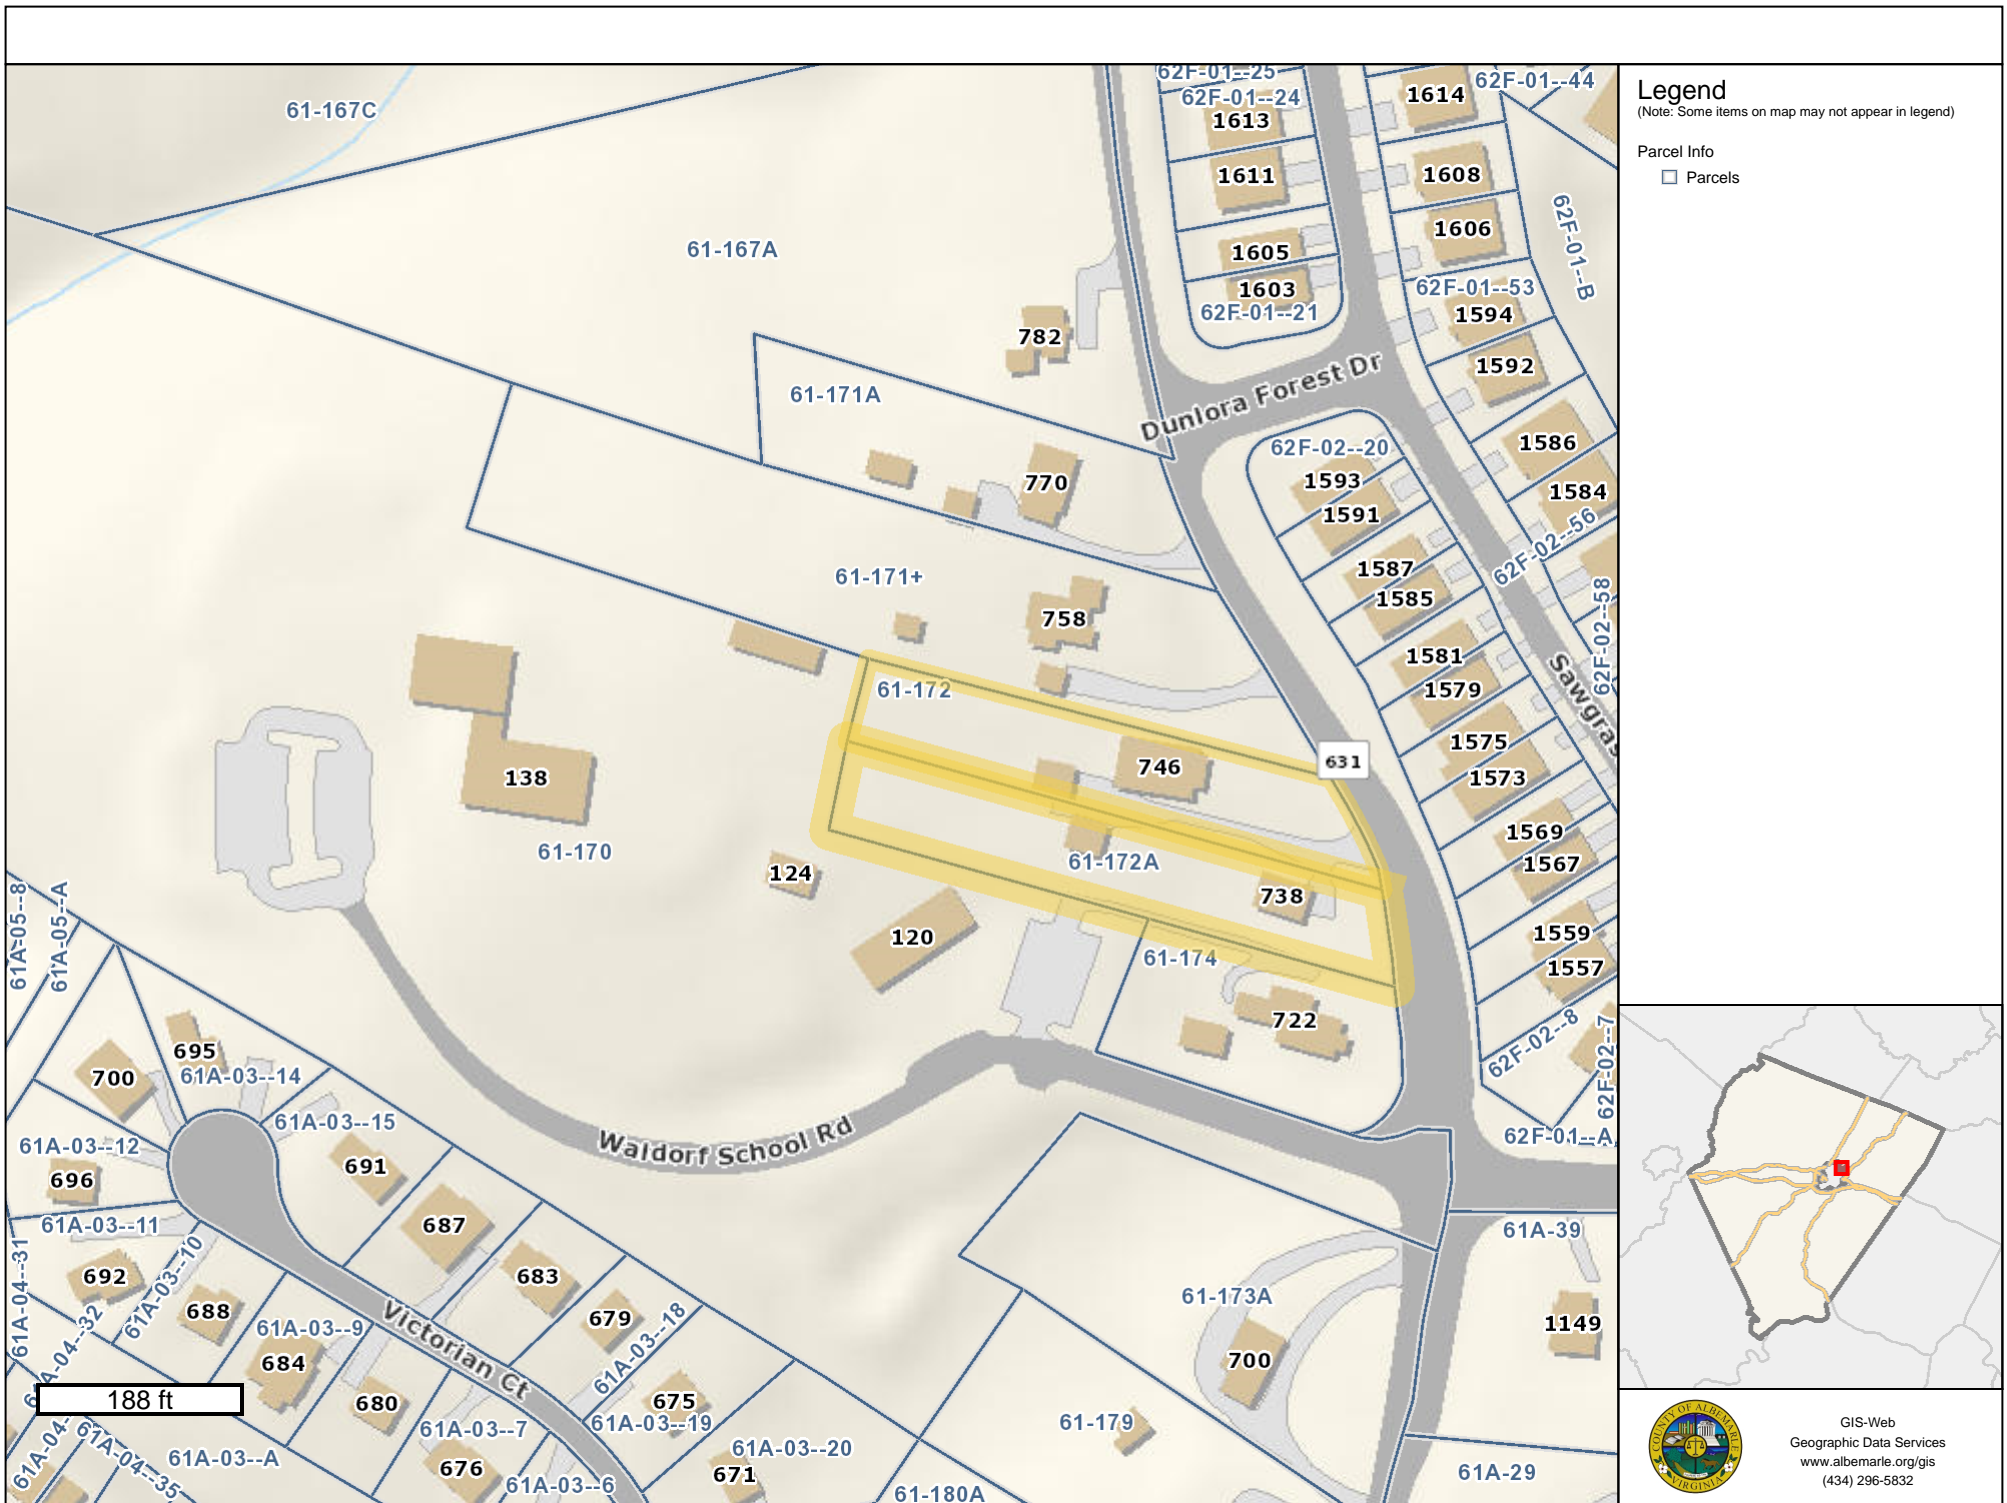 Legend
(Note: Some items on map may not appear in legend)
Parcel Info
Parcels
61-167C
62F-01--25
62F-01--24
1613
1614
62F-01--44
1611
1608
1606
61-167A
62F-01--B
1605
1603
62F-01--21
62F-01--53
1594
782
1592
Dunlora Forest Dr
61-171A
62F-02--20
1586
1593
770
1584
1591
62F-02--56
1587
61-171+
1585
62F-02--58
758
1581
61-172
1579
Sawgras
631
1575
746
1573
138
61-170
61-172A
1569
1567
124
738
120
61-174
1559
1557
722
61A-05--8
61A-05--A
62F-02--8
62F-02--7
695
700
61A-03--14
61A-03--15
62F-01--A
61A-03--12
Waldorf School Rd
691
696
61A-03--11
687
61A-39
61A-04--31
61A-03--10
692
683
688
61-173A
679
61A-03--18
61A-04--32
61A-03--9
1149
684
Victorian Ct
700
188 ft
680
675
61A-03--19
61-179
61A-03--7
61A-04-
61A-04--35
61A-03--A
61A-03--20
676
671
61A-03--6
61-180A
61A-29
COUNTY OF ALBEMARLE
VIRGINIA
GIS-Web
Geographic Data Services
www.albemarle.org/gis
(434) 296-5832